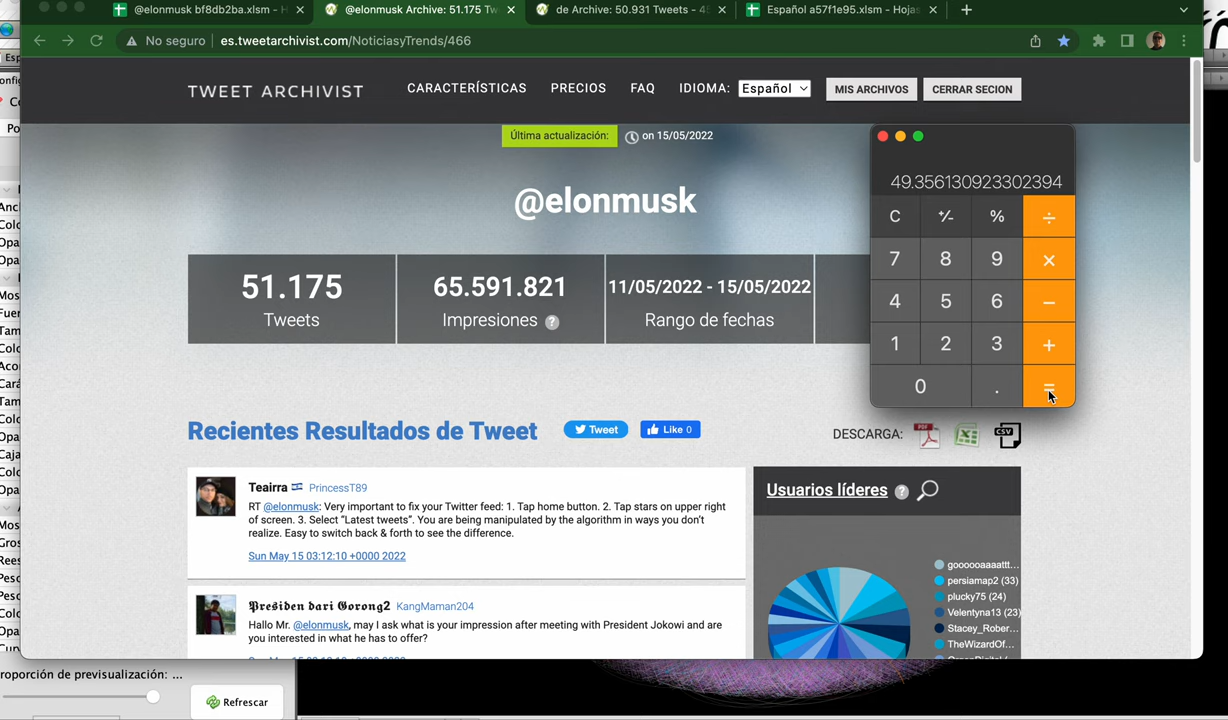 @elonmusk bf8db2ba.xlsm - H
@elonmusk Archive: 51.175 Tw
de Archive: 50.931 Tweets - 45
Español a57f1e95.xlsm - Hojas
No seguro
es.tweetarchivist.com/NoticiasyTrends/466
TWEET ARCHIVIST
CARACTERÍSTICAS
PRECIOS
FAQ
IDIOMA:
Español
MIS ARCHIVOS
CERRAR SECION
Última actualización:
on 15/05/2022
@elonmusk
49.356130923302394
C +/- % ÷
7 8 9 ×
4 5 6 −
1 2 3 +
0 . =
51.175
Tweets
65.591.821
Impresiones ?
11/05/2022 - 15/05/2022
Rango de fechas
Recientes Resultados de Tweet
Tweet
Like 0
DESCARGA:
PDF
CSV
Teairra PrincessT89
RT @elonmusk: Very important to fix your Twitter feed: 1. Tap home button. 2. Tap stars on upper right
of screen. 3. Select “Latest tweets”. You are being manipulated by the algorithm in ways you don’t
realize. Easy to switch back & forth to see the difference.
Sun May 15 03:12:10 +0000 2022
𝕻𝖗𝖊𝖘𝖎𝖉𝖊𝖓 𝖉𝖆𝖗𝖎 𝕲𝖔𝖗𝖔𝖓𝖌2 KangMaman204
Hallo Mr. @elonmusk, may I ask what is your impression after meeting with President Jokowi and are
you interested in what he has to offer?
Usuarios líderes ?
goooooaaaattt...
persiamap2 (33)
plucky75 (24)
Velentyna13 (23)
Stacey_Rober...
TheWizardOf...
roporción de previsualización: ...
Refrescar